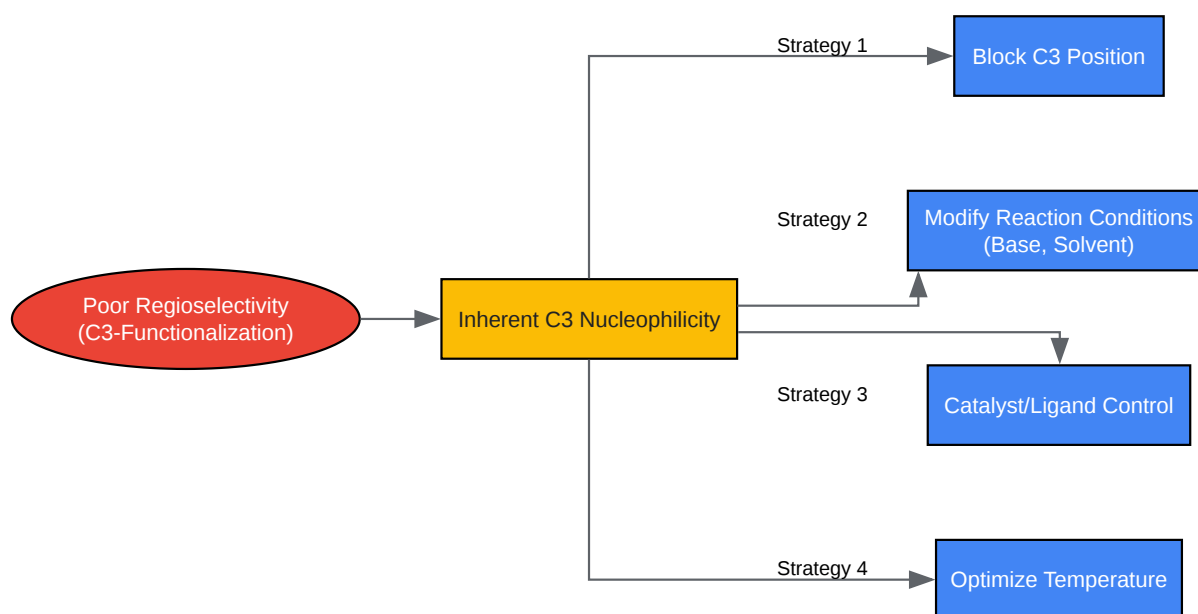 Strategy 1
Block C3 Position
Strategy 2
Modify Reaction Conditions
(Base, Solvent)
Poor Regioselectivity
(C3-Functionalization)
Inherent C3 Nucleophilicity
Strategy 3
Catalyst/Ligand Control
Strategy 4
Optimize Temperature